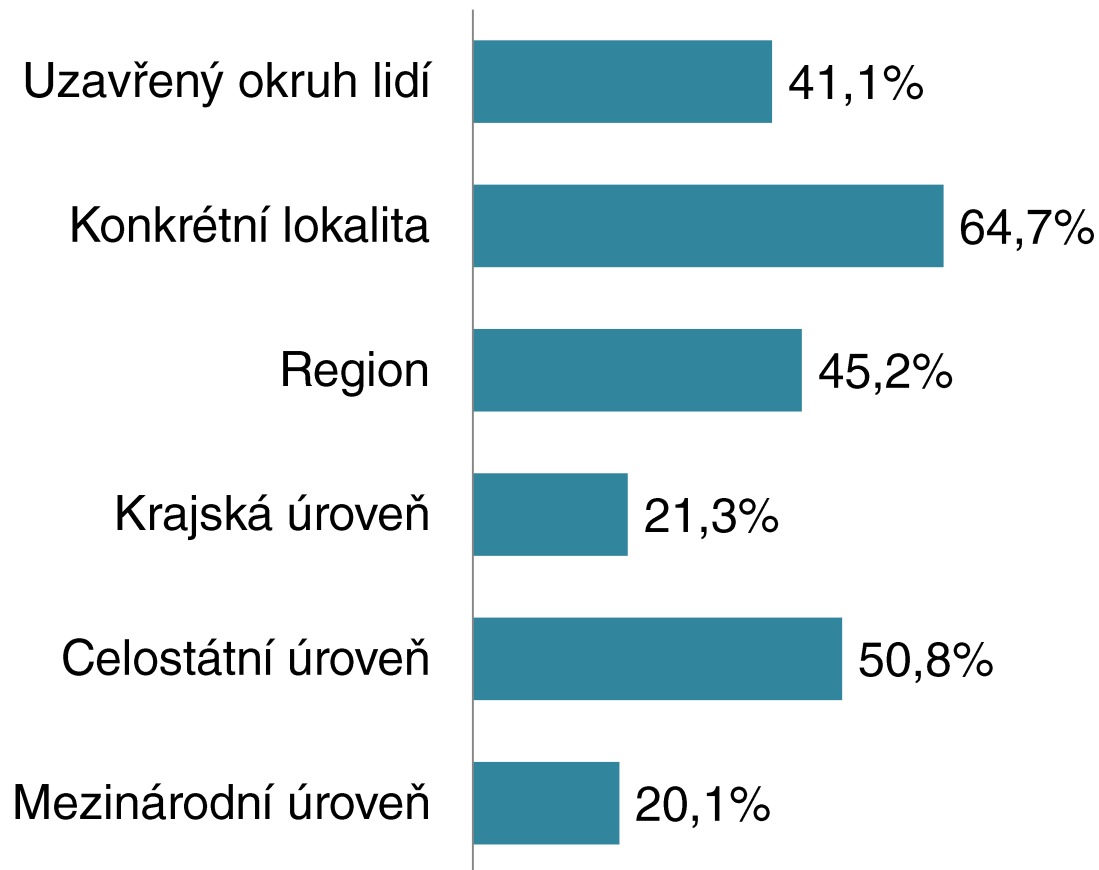 Uzavřený okruh lidí 41,1%
Konkrétní lokalita 64,7%
Region 45,2%
Krajská úroveň 21,3%
Celostátní úroveň 50,8%
Mezinárodní úroveň 20,1%